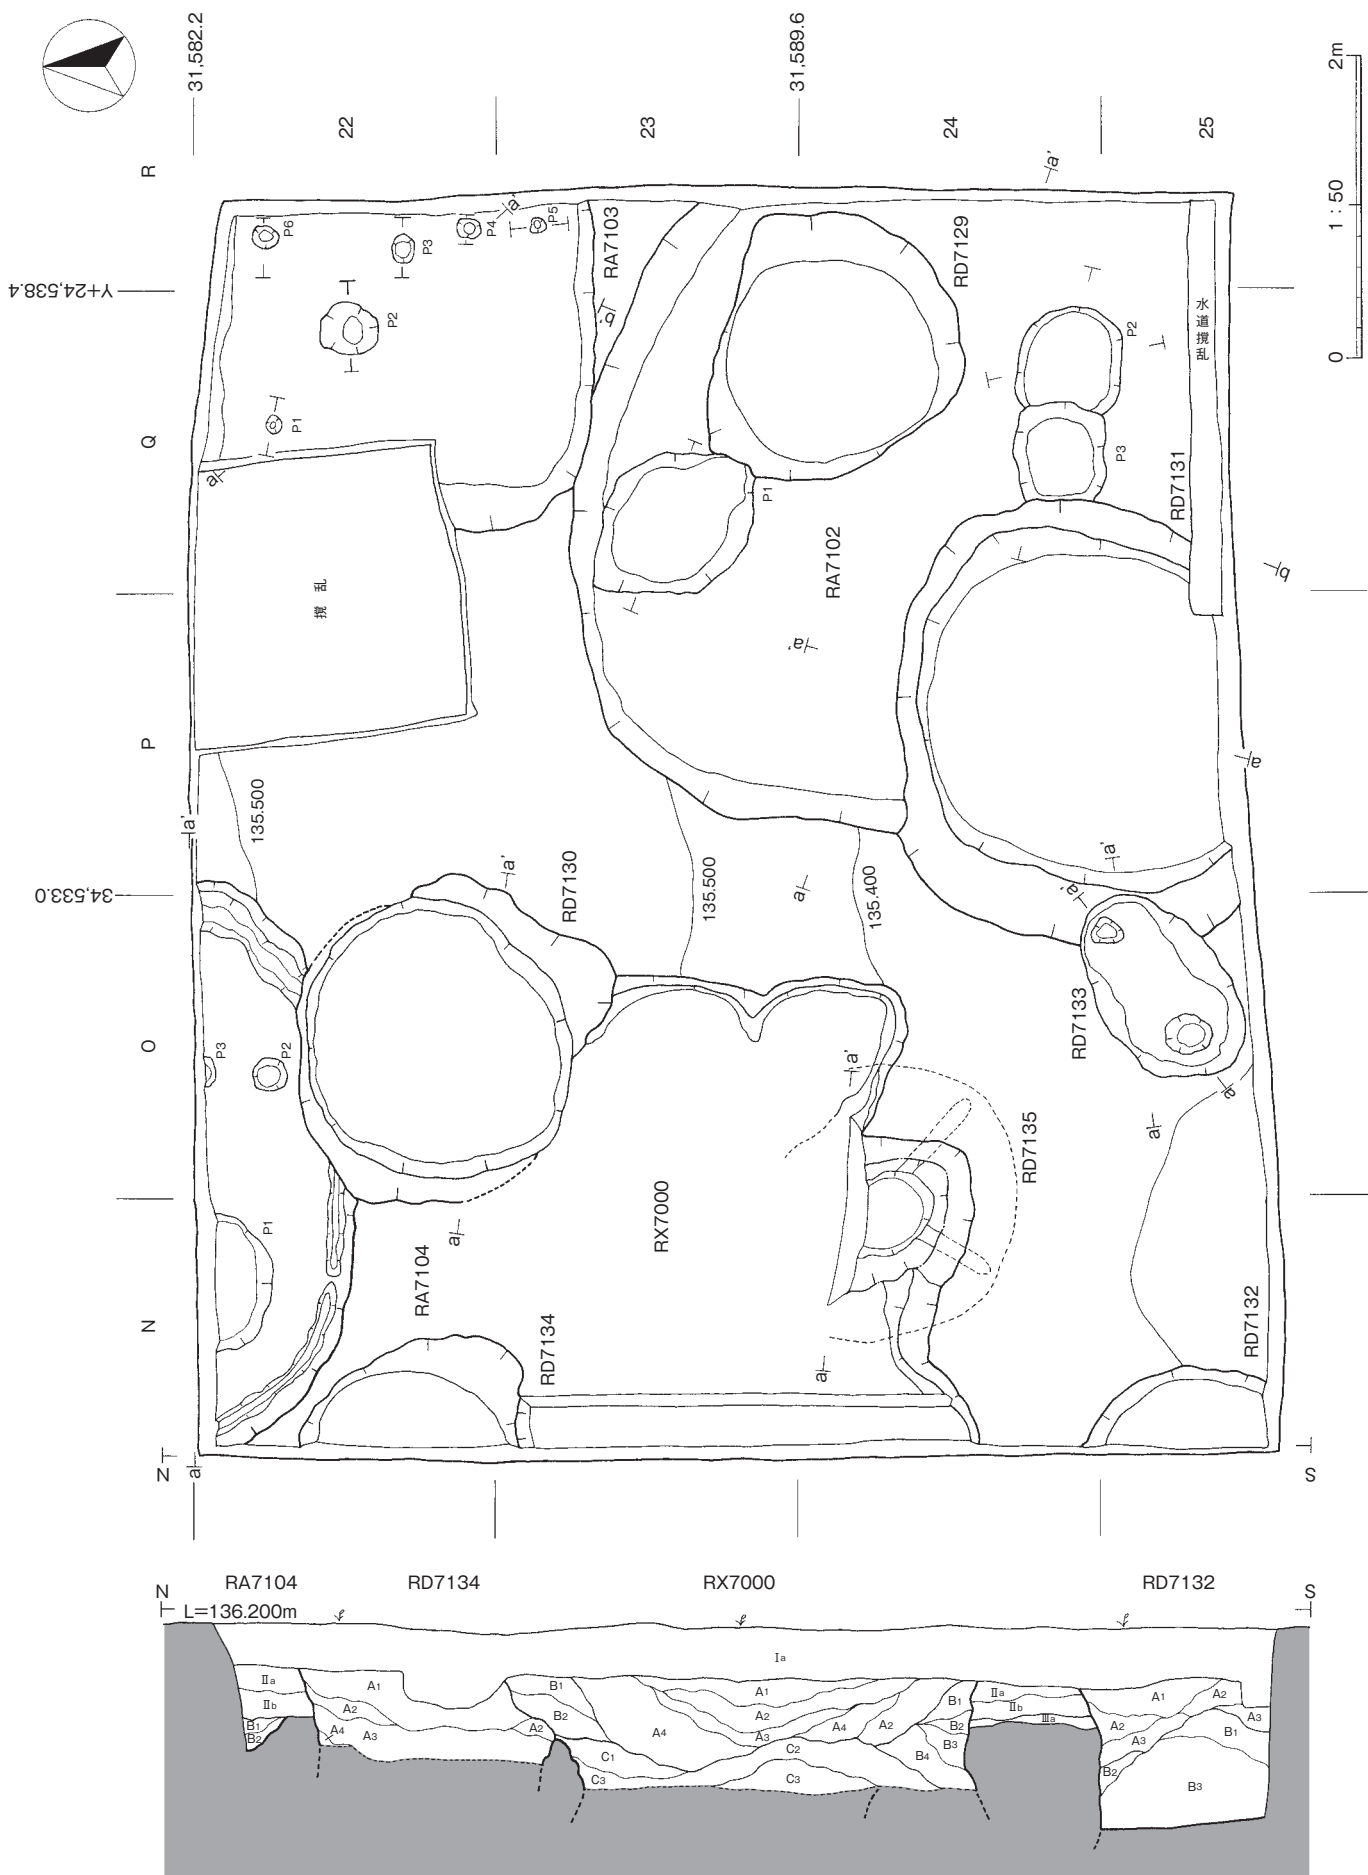 31,582.2
31,589.6
2m
1:50
0
22
23
24
25
R
Q
P
O
N
Y+24,538.4
34,533.0
P6
P5
P4
a'
P3
P2
P1
a
RA7103
b'
RD7129
a'
P2
P3
水道攪乱
RD7131
P1
RA7102
a'
b
攪乱
a
135.500
a'
RD7130
a'
135.500
a
135.400
a'
a'
RD7133
a
a
P3
P2
a'
RD7135
P1
a
RX7000
RA7104
RD7134
a
RD7132
N
a
S
N
RA7104
RD7134
RX7000
RD7132
S
L=136.200m
Ⅰa
Ⅱa
Ⅱb
B1
B2
A1
A2
A4
A3
A2
B1
B2
A4
C1
C3
A1
A2
A3
A4
A2
C2
C3
B1
B2
B3
B4
Ⅱa
Ⅱb
Ⅲa
A1
A2
A3
A2
A3
B1
B2
B3